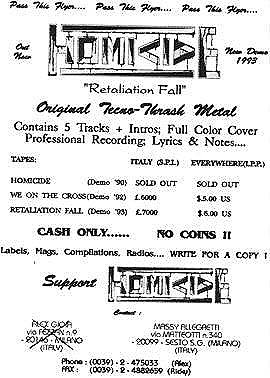 Pass This Flyer.... Pass This Flyer.... Pass This Flyer....
Out Now
New Demo 1993
"Retaliation Fall"
Original Tecno-Thrash Metal
Contains 5 Tracks + Intros; Full Color Cover
Professional Recording; Lyrics & Notes....
TAPES: ITALY (S.P.I.) EVERYWHERE(I.P.P.)
HOMICIDE (Demo '90) SOLD OUT SOLD OUT
WE ON THE CROSS(Demo '92) £.6000 $.5.00 US
RETALIATION FALL (Demo '93) £.7000 $.6.00 US
CASH ONLY...... NO COINS !!
Labels, Mags, Compilations, Radios.... WRITE FOR A COPY !
Support
Contact :
via FEZZAN n.9
20146 - MILANO
(ITALY)
MASSY ALLEGRETTI
via MATTEOTTI n.340
20099 - SESTO S.G. (MILANO)
(ITALY)
Phone : (0039) - 2 - 475033 (Alex)
FAX : (0039) - 2 - 4882659 (Ricky)